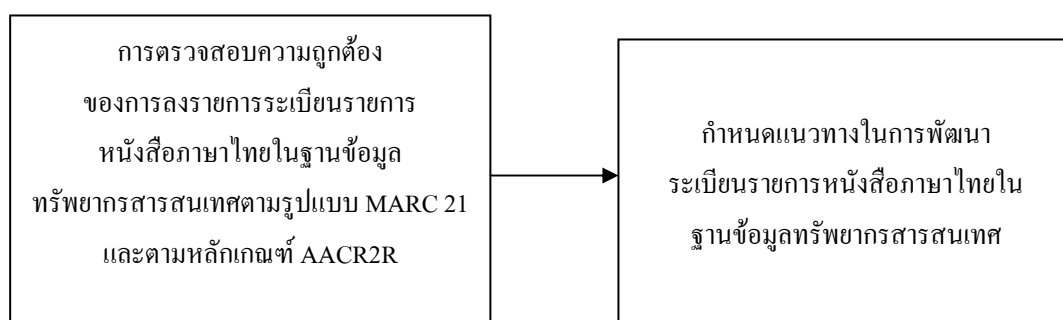 การตรวจสอบความถูกต้อง
ของการลงรายการระเบียนรายการ
หนังสือภาษาไทยในฐานข้อมูล
ทรัพยากรสารสนเทศตามรูปแบบ MARC 21
และตามหลักเกณฑ์ AACR2R
กำหนดแนวทางในการพัฒนา
ระเบียนรายการหนังสือภาษาไทยใน
ฐานข้อมูลทรัพยากรสารสนเทศ